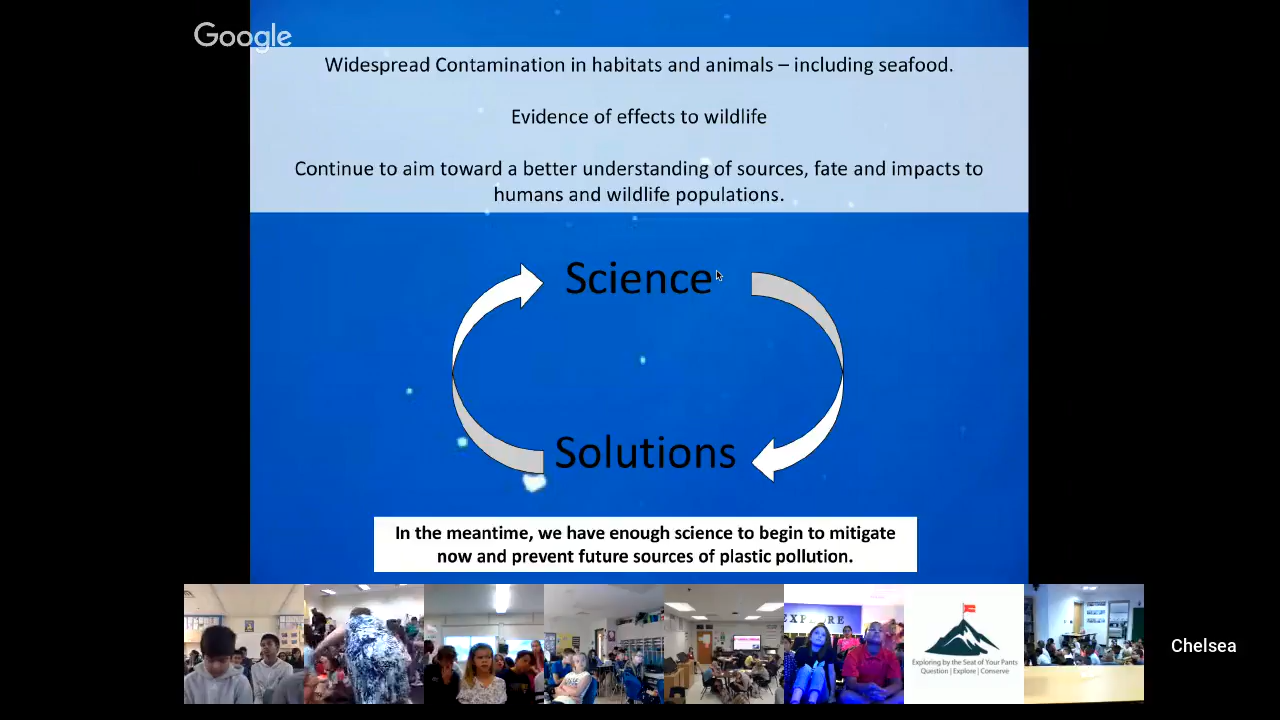 Google
Widespread Contamination in habitats and animals – including seafood.
Evidence of effects to wildlife
Continue to aim toward a better understanding of sources, fate and impacts to
humans and wildlife populations.
Science
Solutions
In the meantime, we have enough science to begin to mitigate
now and prevent future sources of plastic pollution.
EXPLORE
Exploring by the Seat of Your Pants
Question | Explore | Conserve
Chelsea